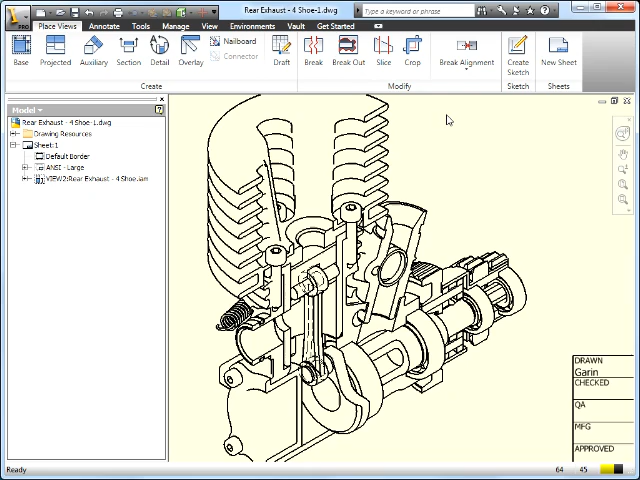 Rear Exhaust - 4 Shoe-1.dwg
Type a keyword or phrase
PRO
Place Views Annotate Tools Manage View Environments Vault Get Started
Base Projected Auxiliary Section Detail Overlay Nailboard Connector Draft Break Break Out Slice Crop Break Alignment Create Sketch New Sheet
Create Modify Sketch Sheets
Model
Rear Exhaust - 4 Shoe-1.dwg
Drawing Resources
Sheet:1
Default Border
ANSI - Large
VIEW2:Rear Exhaust - 4 Shoe.iam
DRAWN
Garin
CHECKED
QA
MFG
APPROVED
Ready 64 45